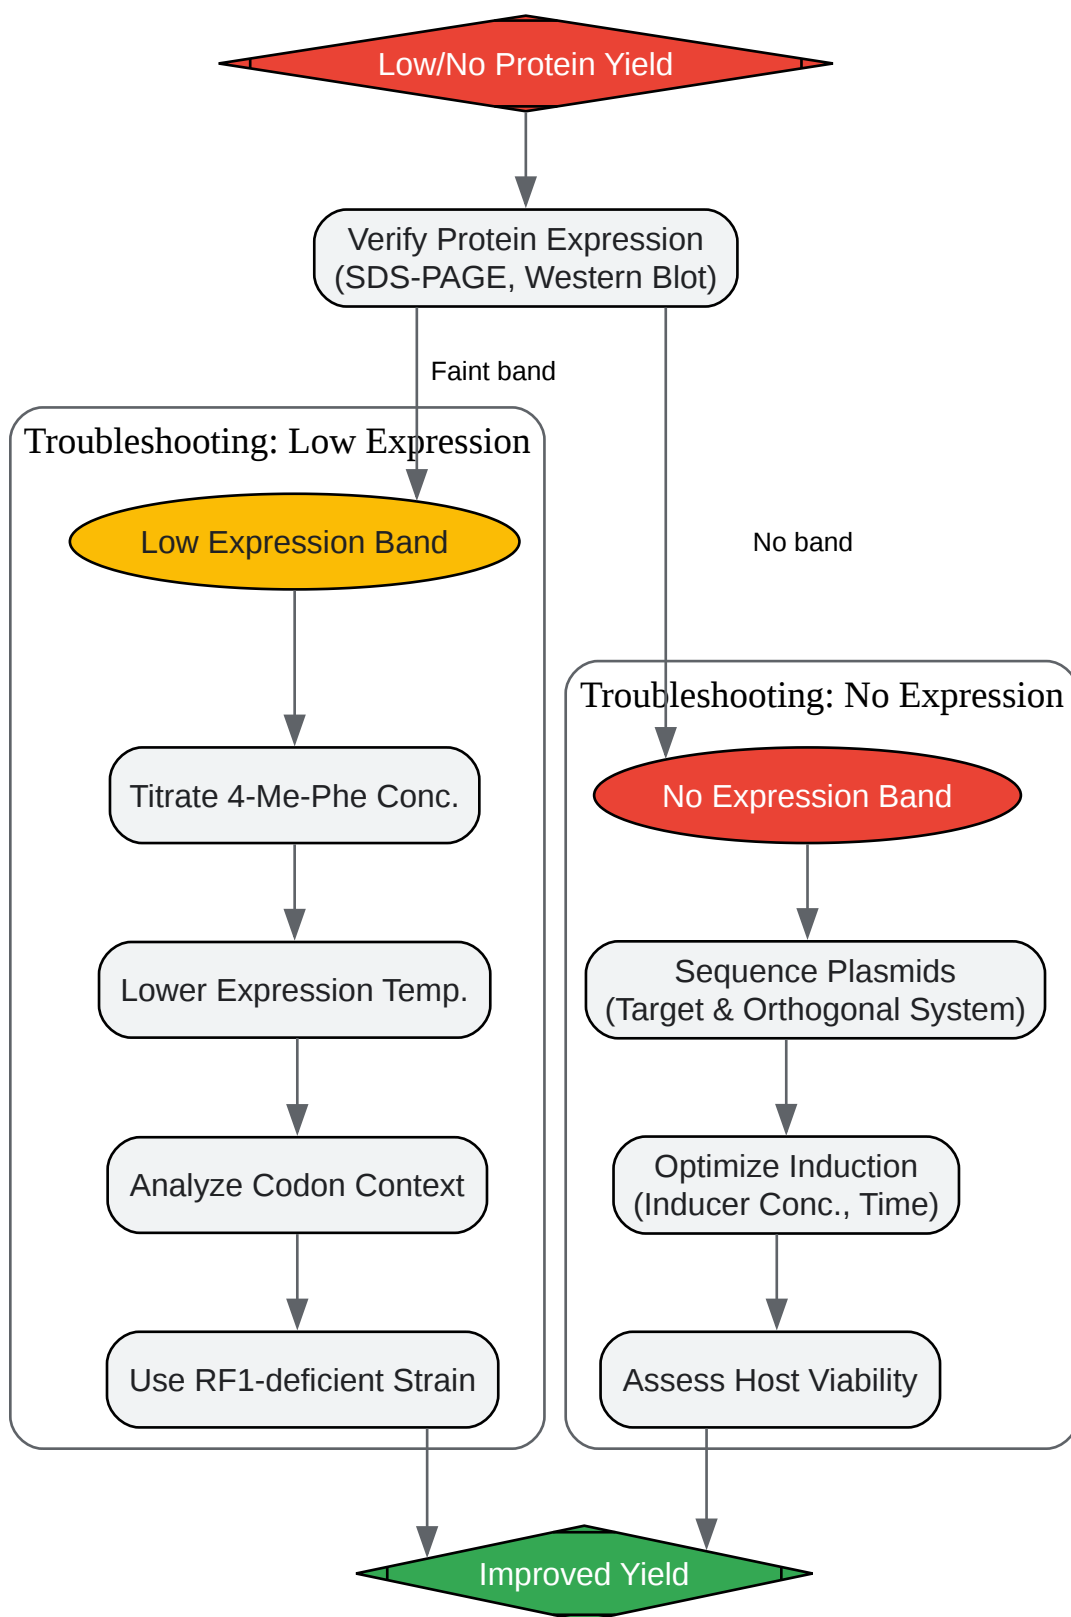 Low/No Protein Yield
Verify Protein Expression
(SDS-PAGE, Western Blot)
Faint band
No band
Troubleshooting: Low Expression
Low Expression Band
Titrate 4-Me-Phe Conc.
Lower Expression Temp.
Analyze Codon Context
Use RF1-deficient Strain
Troubleshooting: No Expression
No Expression Band
Sequence Plasmids
(Target & Orthogonal System)
Optimize Induction
(Inducer Conc., Time)
Assess Host Viability
Improved Yield